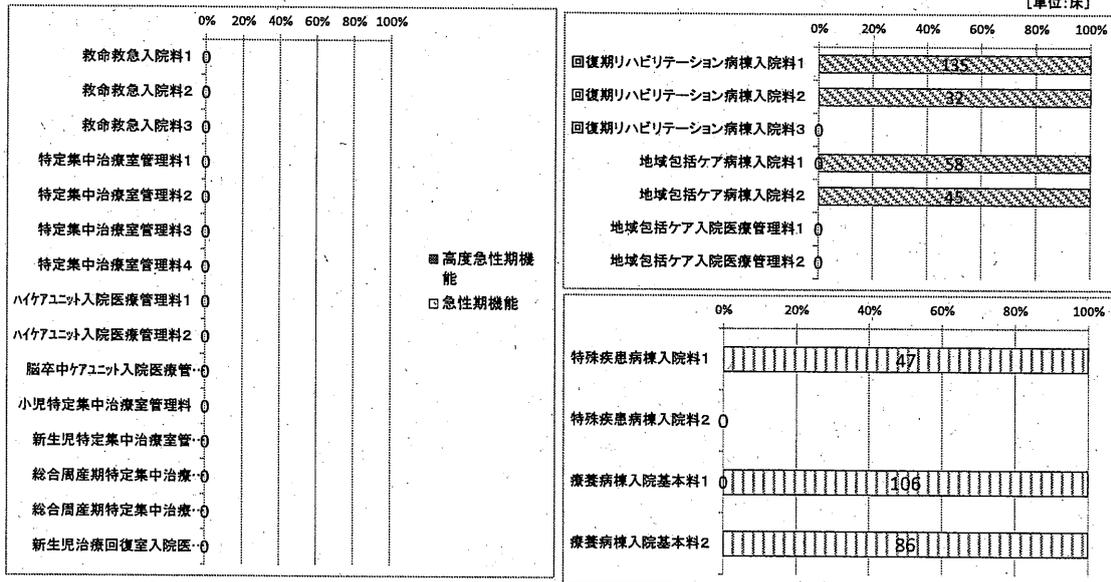 [単位:床]
0% 20% 40% 60% 80% 100%
救命救急入院料1 0
救命救急入院料2 0
救命救急入院料3 0
特定集中治療室管理料1 0
特定集中治療室管理料2 0
特定集中治療室管理料3 0
特定集中治療室管理料4 0
ハイケアユニット入院医療管理料1 0
ハイケアユニット入院医療管理料2 0
脳卒中ケアユニット入院医療管… 0
小児特定集中治療室管理料 0
新生児特定集中治療室管… 0
総合周産期特定集中治療… 0
総合周産期特定集中治療… 0
新生児治療回復室入院医… 0
高度急性期機
能
急性期機能
0% 20% 40% 60% 80% 100%
回復期リハビリテーション病棟入院料1 135
回復期リハビリテーション病棟入院料2 32
回復期リハビリテーション病棟入院料3 0
地域包括ケア病棟入院料1 0 58
地域包括ケア病棟入院料2 45
地域包括ケア入院医療管理料1 0
地域包括ケア入院医療管理料2 0
0% 20% 40% 60% 80% 100%
特殊疾患病棟入院料1 47
特殊疾患病棟入院料2 0
療養病棟入院基本料1 0 106
療養病棟入院基本料2 86